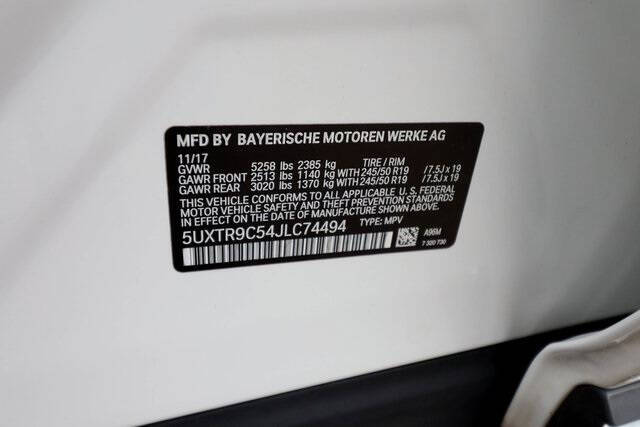 MFD BY BAYERISCHE MOTOREN WERKE AG
11/17
GVWR 5258 lbs 2385 kg TIRE / RIM
GAWR FRONT 2513 lbs 1140 kg WITH 245/50 R19 / 7.5J x 19
GAWR REAR 3020 lbs 1370 kg WITH 245/50 R19 / 7.5J x 19
THIS VEHICLE CONFORMS TO ALL APPLICABLE U. S. FEDERAL
MOTOR VEHICLE SAFETY AND THEFT PREVENTION STANDARDS
IN EFFECT ON THE DATE OF MANUFACTURE SHOWN ABOVE.
5UXTR9C54JLC74494 TYPE: MPV
A96M
7 320 730